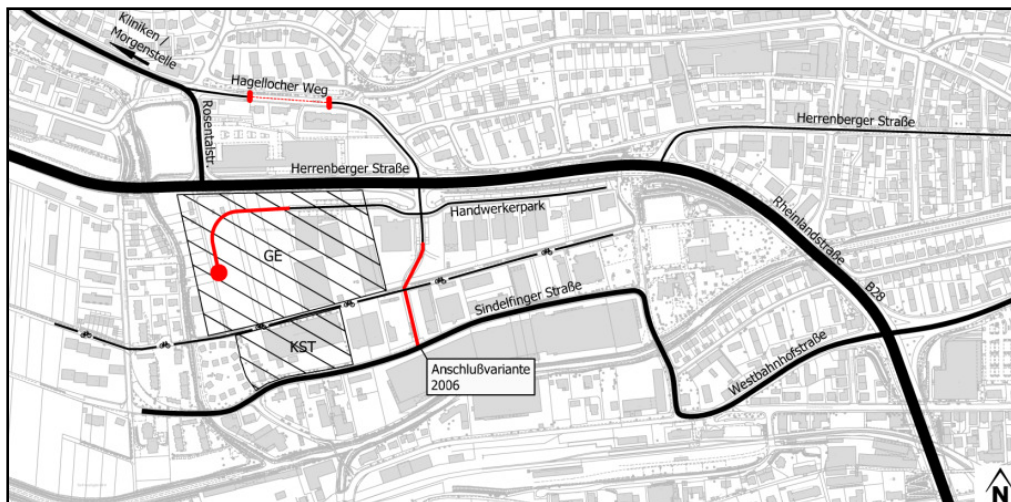 Kliniken /
Morgenstelle
Hagellocher Weg
Rosentalstr.
Herrenberger Straße
Herrenberger Straße
Handwerkerpark
Rheinlandstraße
B28
GE
KST
Sindelfinger Straße
Westbahnhofstraße
Anschlußvariante
2006
N